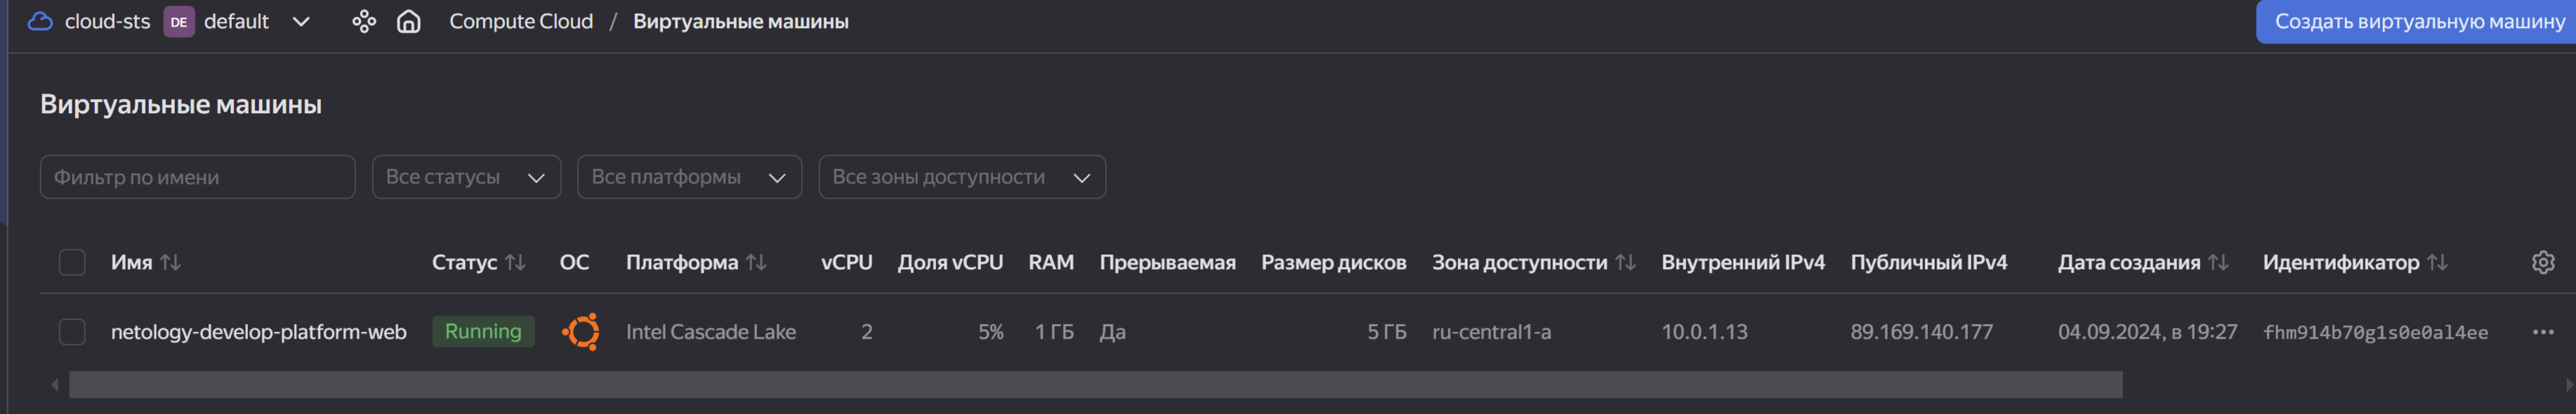 cloud-sts DE default Compute Cloud / Виртуальные машины Создать виртуальную машину
Виртуальные машины
Фильтр по имени Все статусы Все платформы Все зоны доступности
Имя Статус ОС Платформа vCPU Доля vCPU RAM Прерываемая Размер дисков Зона доступности Внутренний IPv4 Публичный IPv4 Дата создания Идентификатор
netology-develop-platform-web Running Intel Cascade Lake 2 5% 1 ГБ Да 5 ГБ ru-central1-a 10.0.1.13 89.169.140.177 04.09.2024, в 19:27 fhm914b70g1s0e0al4ee